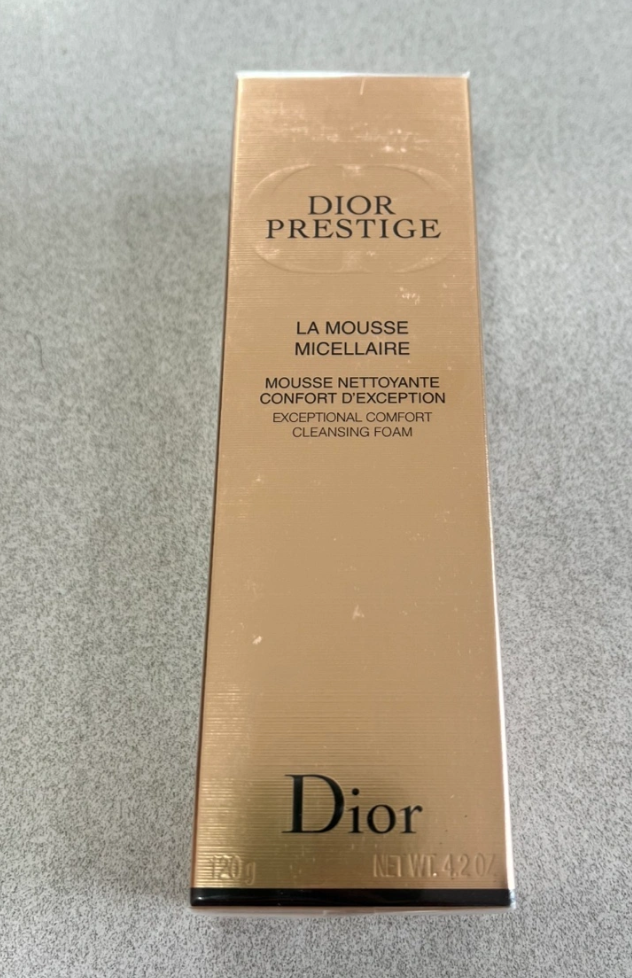 DIOR
PRESTIGE
LA MOUSSE
MICELLAIRE
MOUSSE NETTOYANTE
CONFORT D'EXCEPTION
EXCEPTIONAL COMFORT
CLEANSING FOAM
Dior
120g NET WT. 4.2 OZ